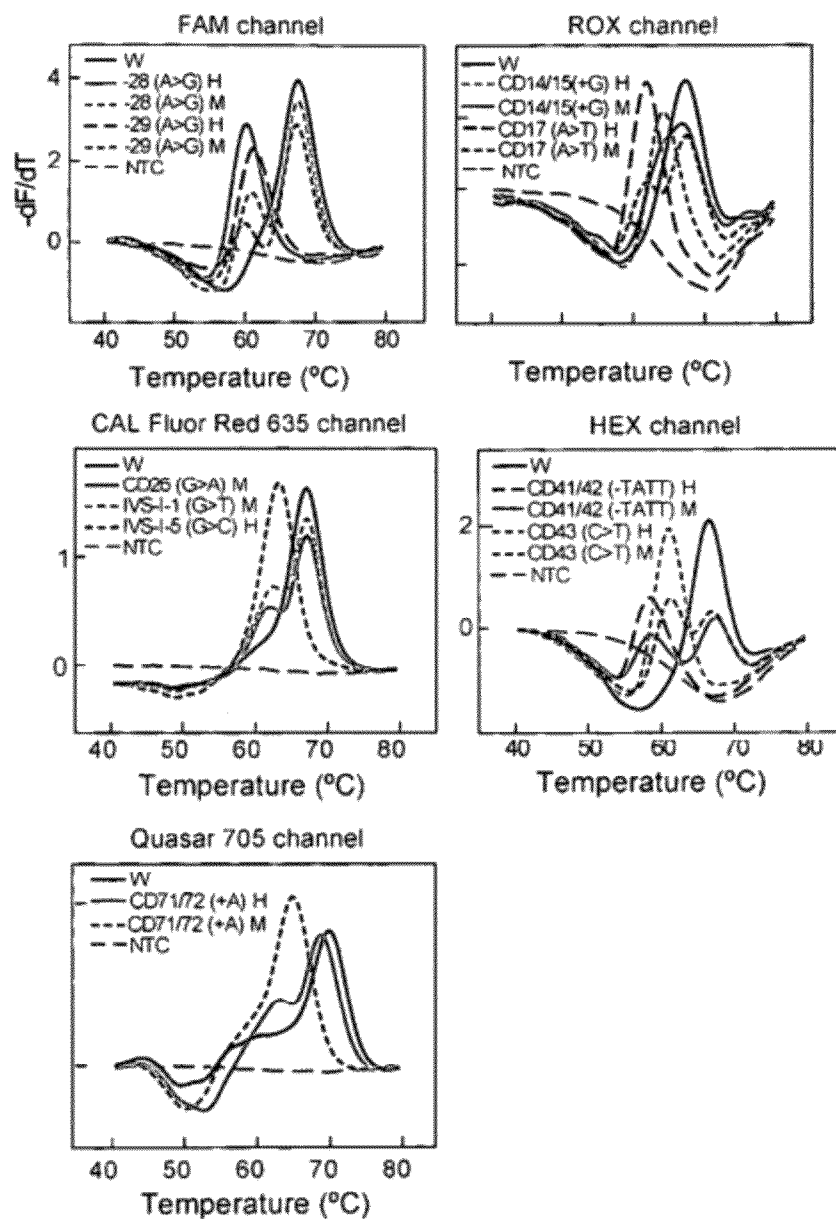 FAM channel
W
-28 (A>G) H
-28 (A>G) M
-29 (A>G) H
-29 (A>G) M
NTC
4
2
0
-dF/dT
40 50 60 70 80
Temperature (ºC)
ROX channel
W
CD14/15(+G) H
CD14/15(+G) M
CD17 (A>T) H
CD17 (A>T) M
NTC
Temperature (ºC)
CAL Fluor Red 635 channel
W
CD26 (G>A) M
IVS-I-1 (G>T) M
IVS-I-5 (G>C) H
NTC
1
0
40 50 60 70 80
Temperature (ºC)
HEX channel
W
CD41/42 (-TATT) H
CD41/42 (-TATT) M
CD43 (C>T) H
CD43 (C>T) M
NTC
2
0
40 50 60 70 80
Temperature (ºC)
Quasar 705 channel
W
CD71/72 (+A) H
CD71/72 (+A) M
NTC
40 50 60 70 80
Temperature (ºC)